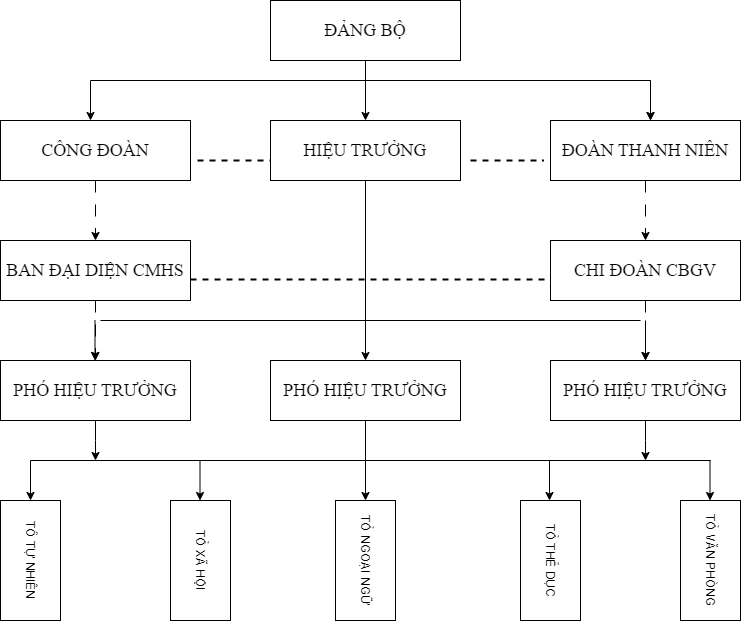 ĐẢNG BỘ
CÔNG ĐOÀN
HIỆU TRƯỞNG
ĐOÀN THANH NIÊN
BAN ĐẠI DIỆN CMHS
CHI ĐOÀN CBGV
PHÓ HIỆU TRƯỞNG
PHÓ HIỆU TRƯỞNG
PHÓ HIỆU TRƯỞNG
TỔ TỰ NHIÊN
TỔ XÃ HỘI
TỔ NGOẠI NGỮ
TỔ THỂ DỤC
TỔ VĂN PHÒNG